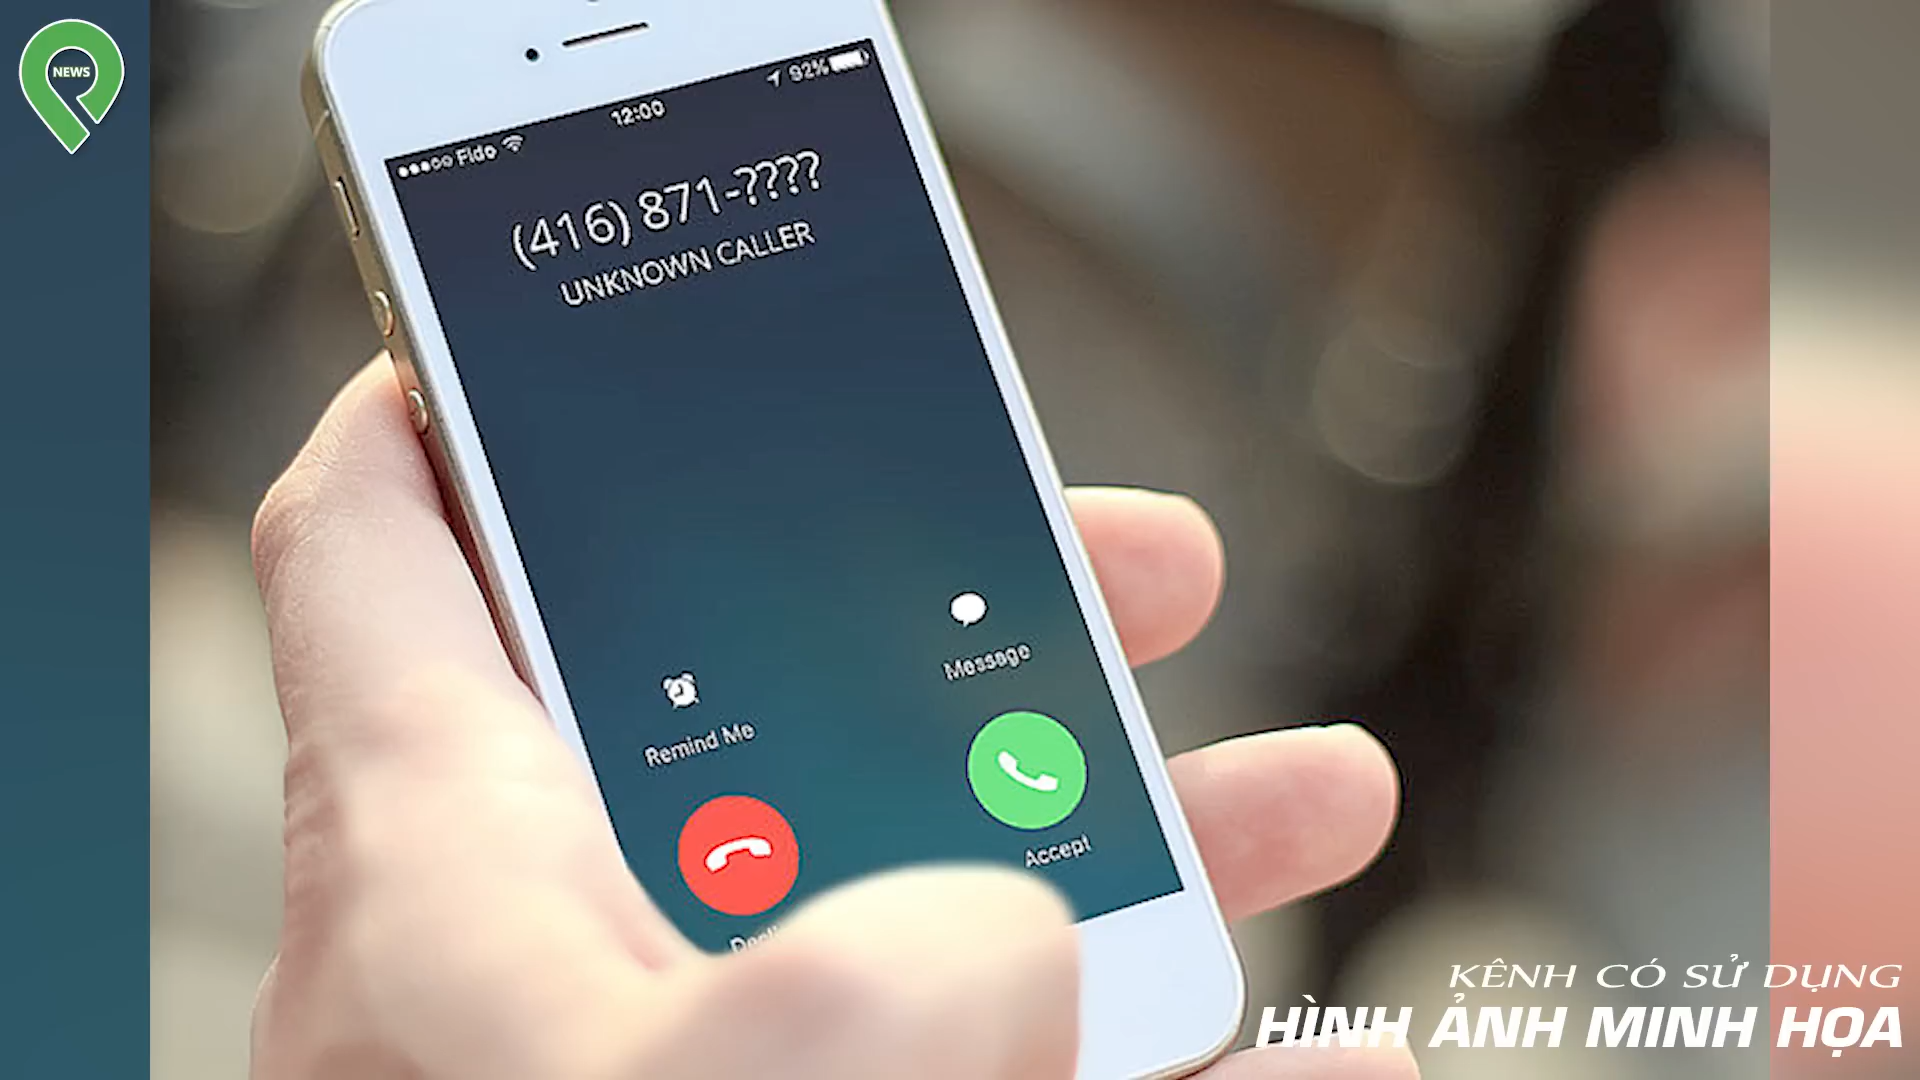 NEWS
●●●○○ Fido
12:00
92%
(416) 871-????
UNKNOWN CALLER
Remind Me
Message
Accept
KÊNH CÓ SỬ DỤNG
HÌNH ẢNH MINH HỌA